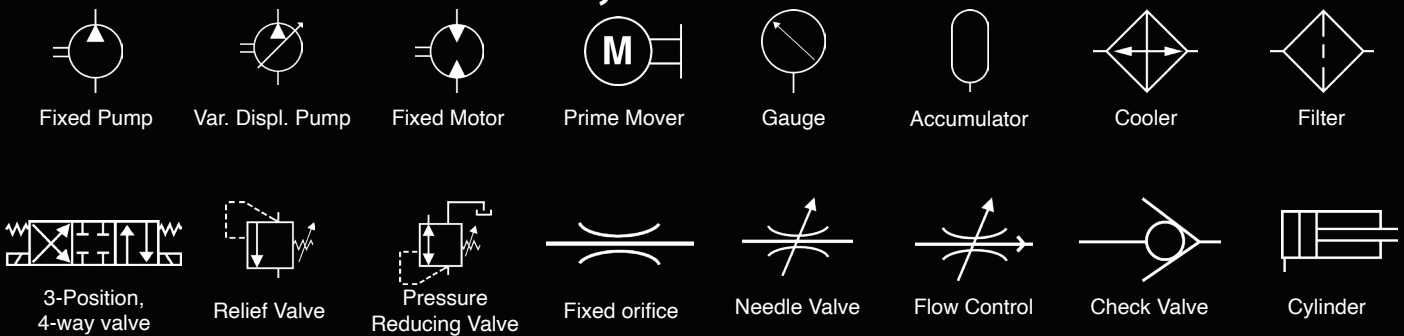 Fixed Pump
Var. Displ. Pump
Fixed Motor
M
Prime Mover
Gauge
Accumulator
Cooler
Filter
3-Position,
4-way valve
Relief Valve
Pressure
Reducing Valve
Fixed orifice
Needle Valve
Flow Control
Check Valve
Cylinder